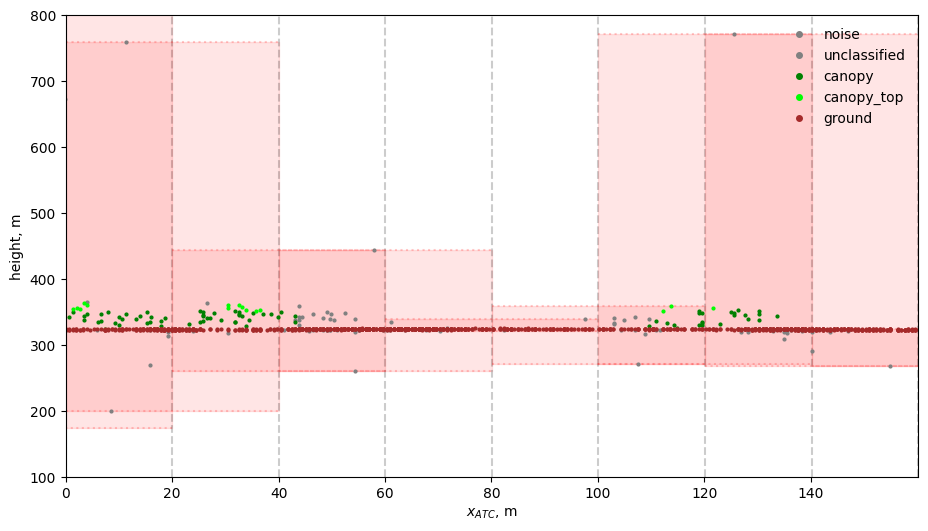 800
700
600
500
400
300
200
100
height, m
noise
unclassified
canopy
canopy_top
ground
0 20 40 60 80 100 120 140
x_ATC, m